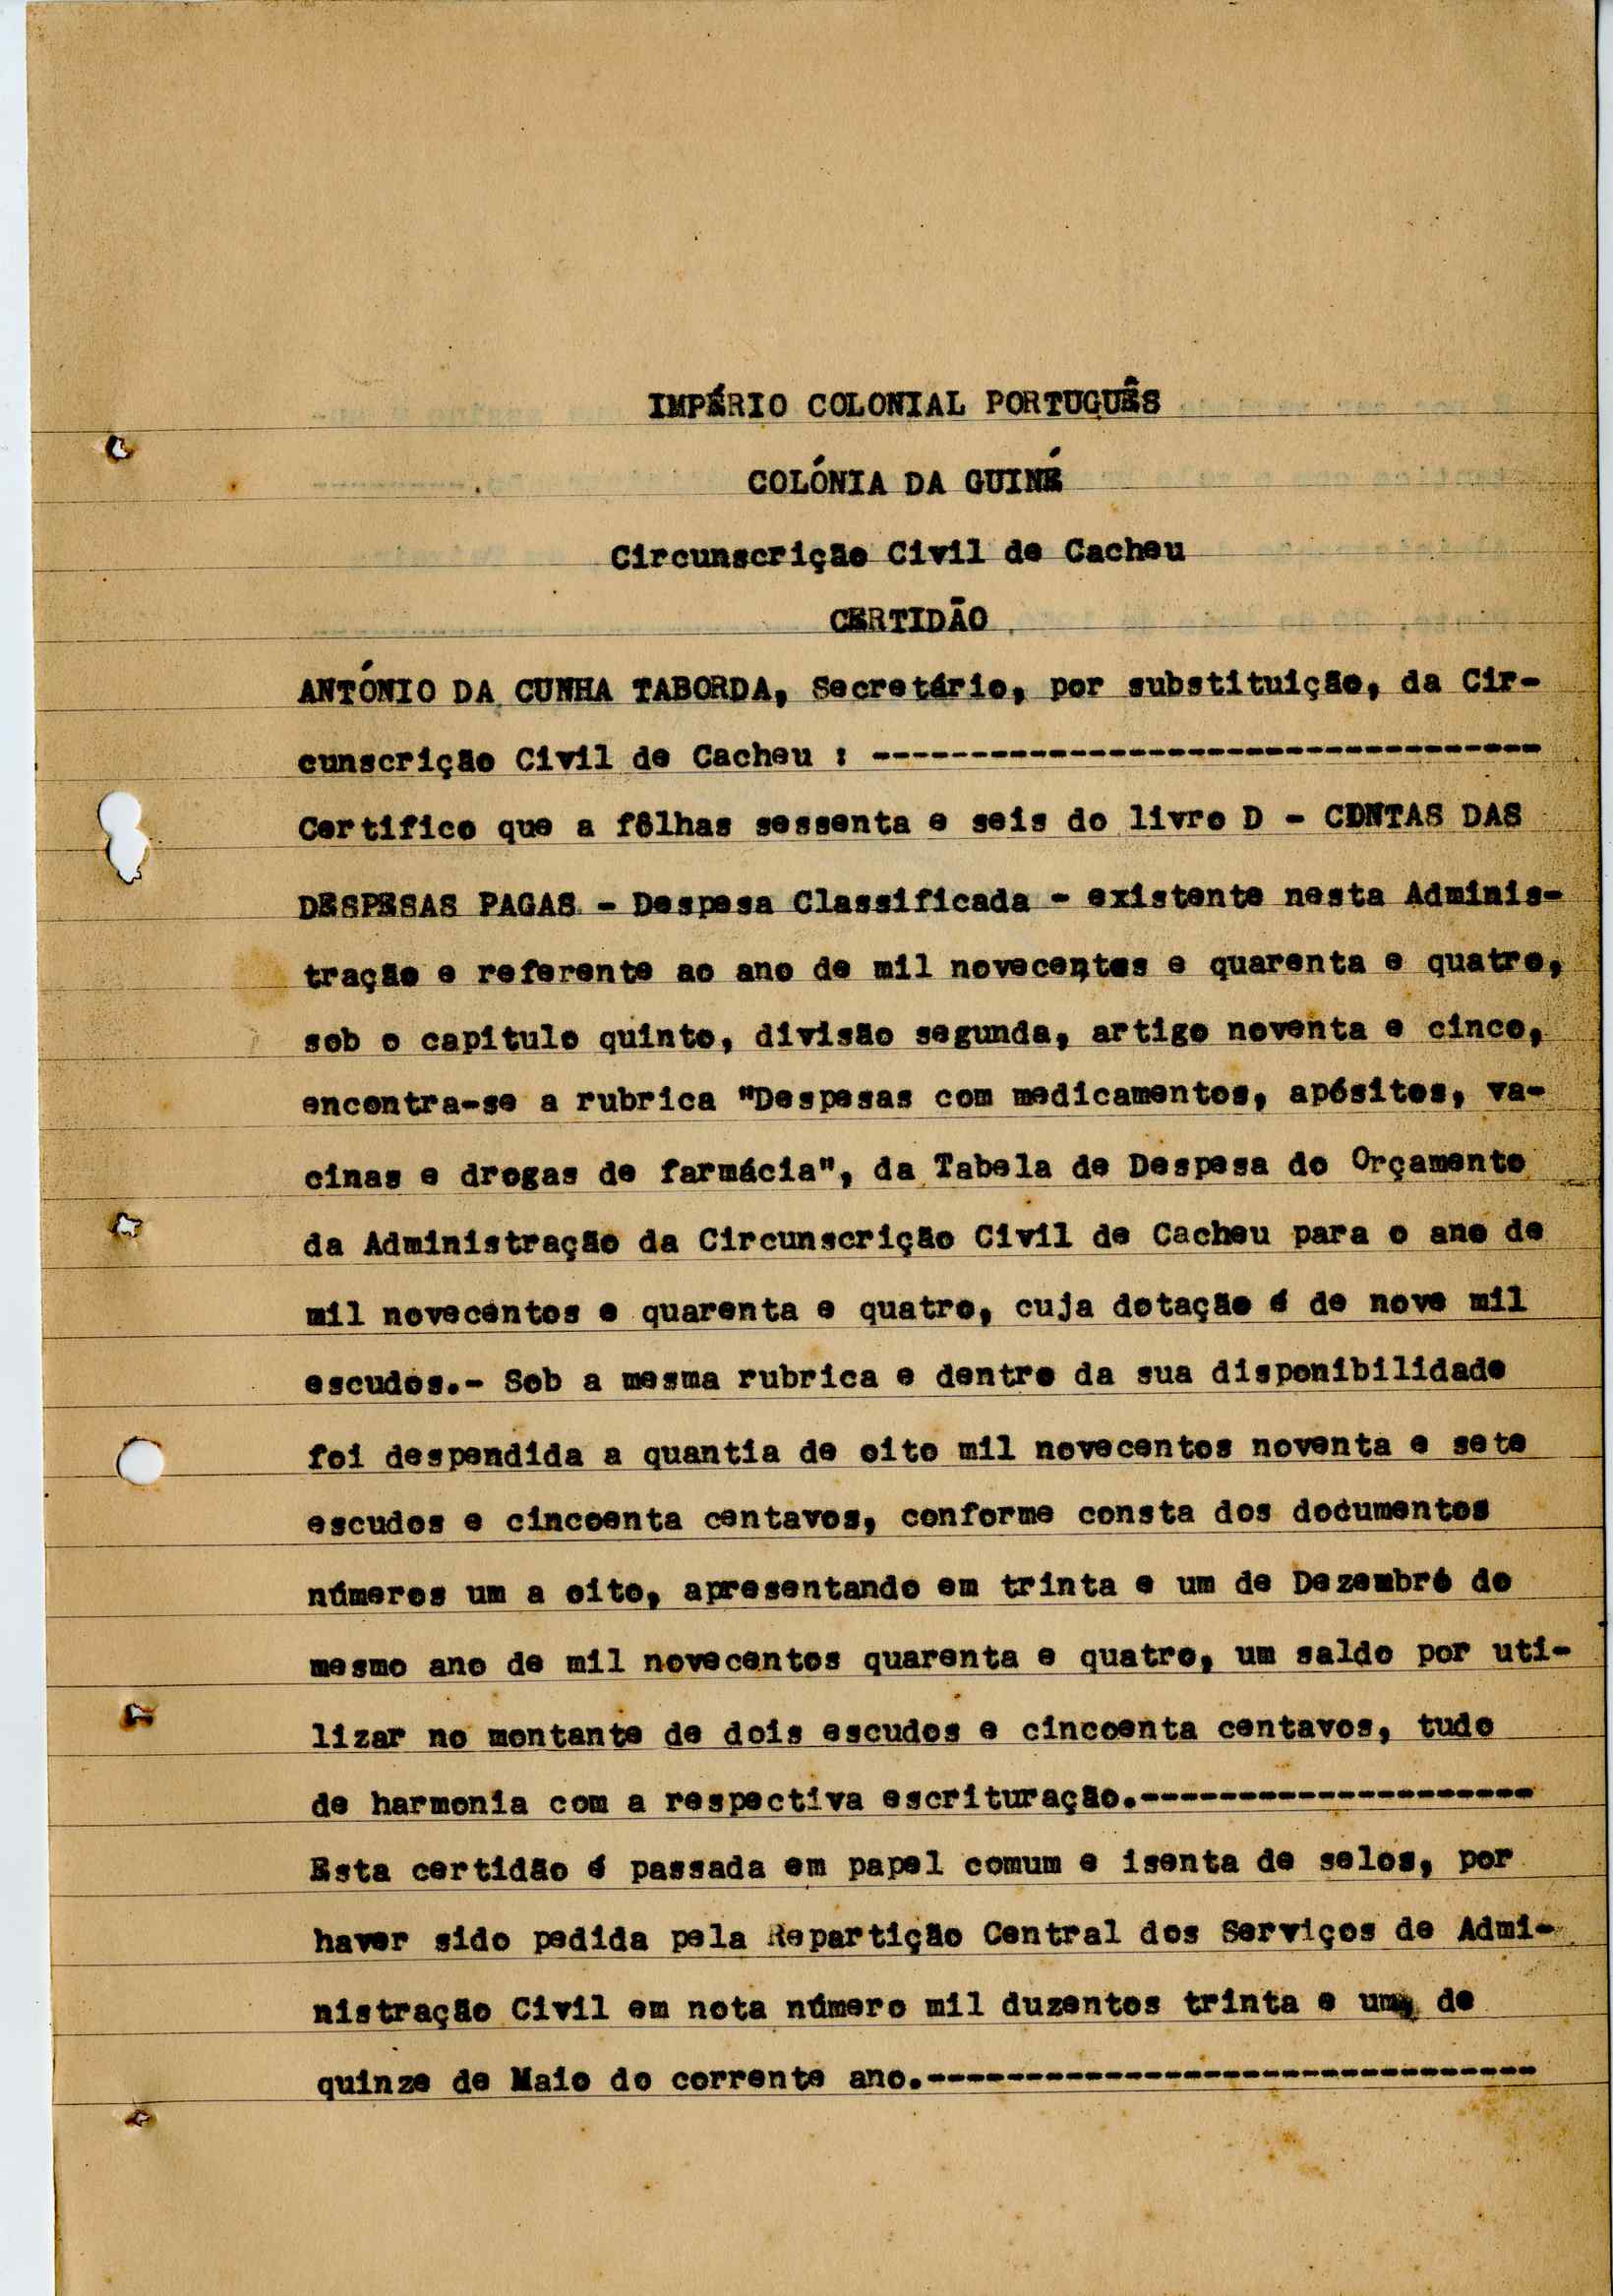 IMPÉRIO COLONIAL PORTUGUÊS
COLÓNIA DA GUINÉ
Circunscrição Civil de Cacheu
CERTIDÃO
ANTÓNIO DA CUNHA TABORDA, Secretário, por substituição, da Cir-
cunscrição Civil de Cacheu : ----------------------------------
Certifico que a fôlhas sessenta e seis do livro D - CONTAS DAS
DESPESAS PAGAS - Despesa Classificada - existente nesta Adminis-
tração e referente ao ano de mil novecentos e quarenta e quatro,
sob o capitulo quinto, divisão segunda, artigo noventa e cinco,
encontra-se a rubrica "Despesas com medicamentos, apósitos, va-
cinas e drogas de farmácia", da Tabela de Despesa do Orçamento
da Administração da Circunscrição Civil de Cacheu para o ano de
mil novecentos e quarenta e quatro, cuja dotação é de nove mil
escudos.- Sob a mesma rubrica e dentro da sua disponibilidade
foi despendida a quantia de oito mil novecentos noventa e sete
escudos e cincoenta centavos, conforme consta dos documentos
números um a oito, apresentando em trinta e um de Dezembro do
mesmo ano de mil novecentos quarenta e quatro, um saldo por uti-
lizar no montante de dois escudos e cincoenta centavos, tudo
de harmonia com a respectiva escrituração.--------------------
Esta certidão é passada em papel comum e isenta de selos, por
haver sido pedida pela Repartição Central dos Serviços de Admi-
nistração Civil em nota número mil duzentos trinta e um, de
quinze de Maio do corrente ano.-------------------------------